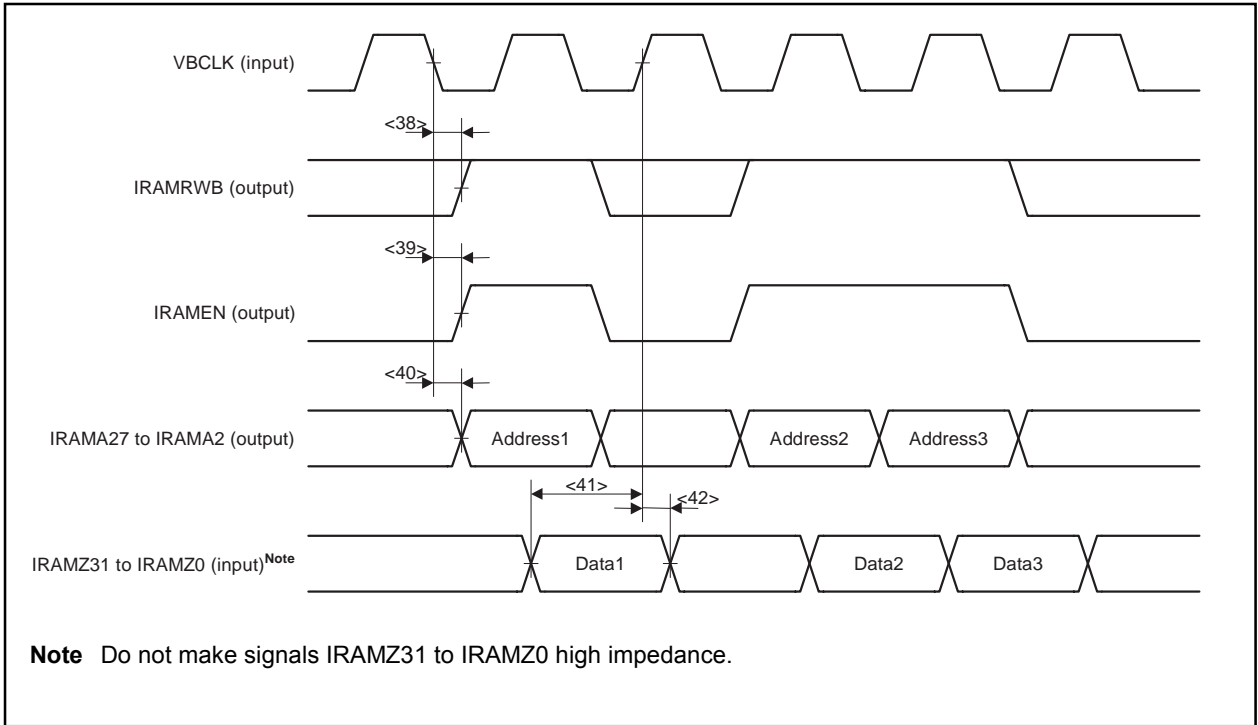 VBCLK (input)
<38>
IRAMRWB (output)
<39>
IRAMEN (output)
<40>
IRAMA27 to IRAMA2 (output)
Address1
Address2
Address3
<41>
<42>
IRAMZ31 to IRAMZ0 (input)Note
Data1
Data2
Data3
Note Do not make signals IRAMZ31 to IRAMZ0 high impedance.